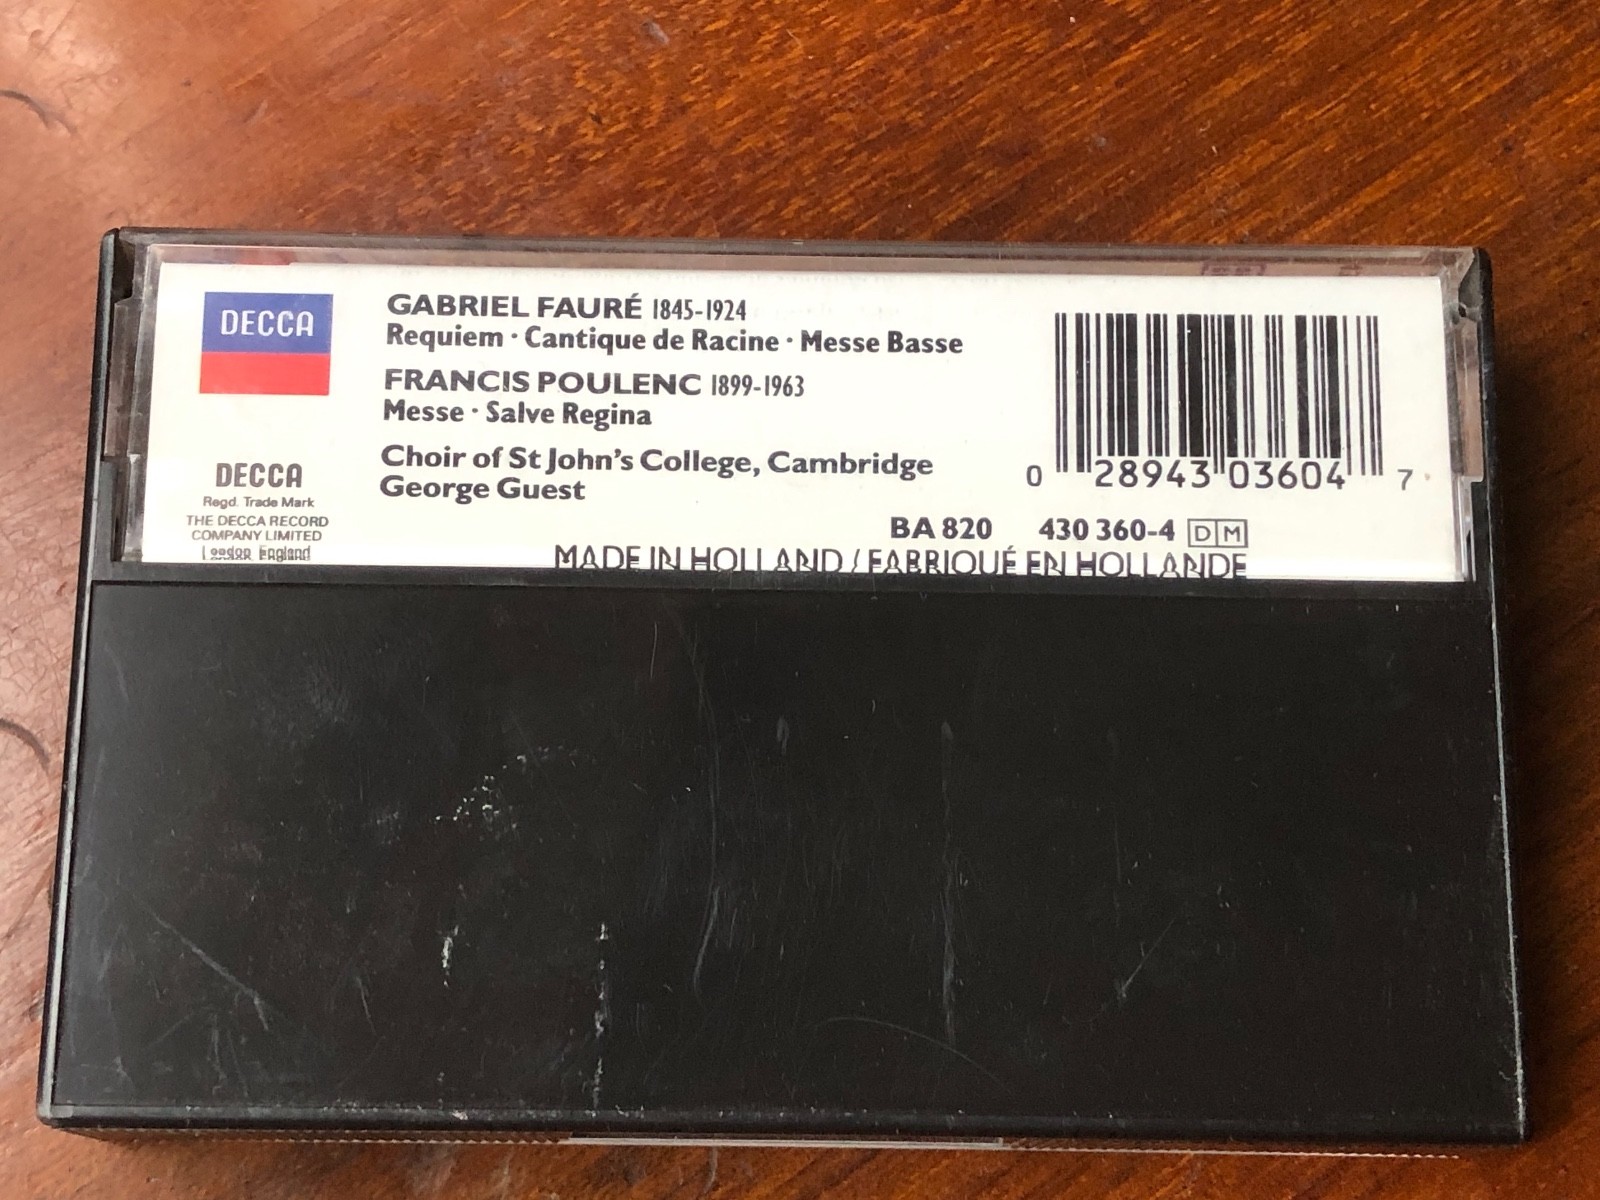 DECCA
GABRIEL FAURÉ 1845-1924
Requiem · Cantique de Racine · Messe Basse
FRANCIS POULENC 1899-1963
Messe · Salve Regina
Choir of St John's College, Cambridge
George Guest
DECCA
Regd. Trade Mark
THE DECCA RECORD
COMPANY LIMITED
London England
0 28943 03604 7
BA 820 430 360-4 DM
MADE IN HOLLAND / FABRIQUÉ EN HOLLANDE